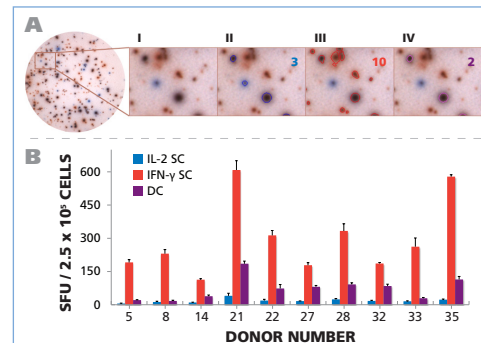 A
I II III IV
3 10 2
B
IL-2 SC
IFN-γ SC
DC
600
450
300
150
0
SFU / 2.5 x 10⁵ CELLS
5 8 14 21 22 27 28 32 33 35
DONOR NUMBER